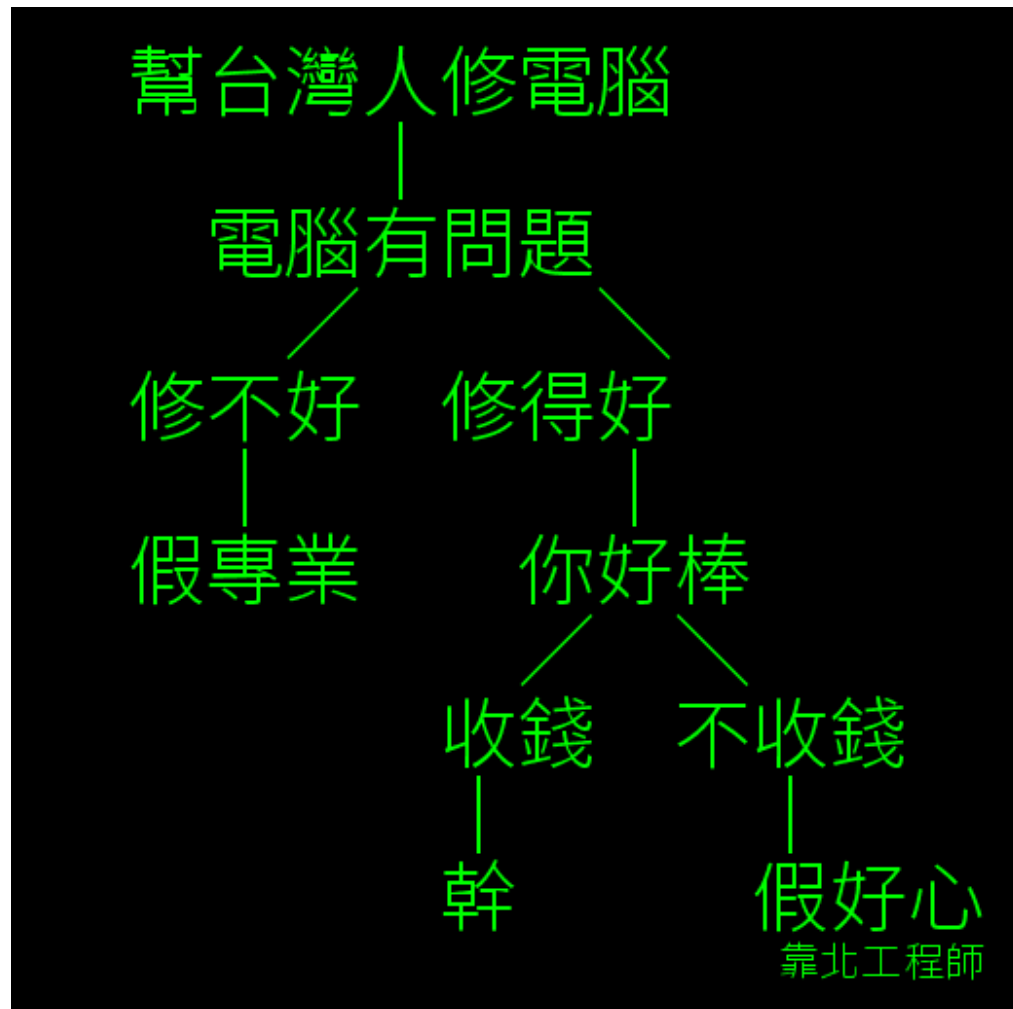 幫台灣人修電腦
電腦有問題
修不好 修得好
假專業 你好棒
收錢 不收錢
幹 假好心
靠北工程師